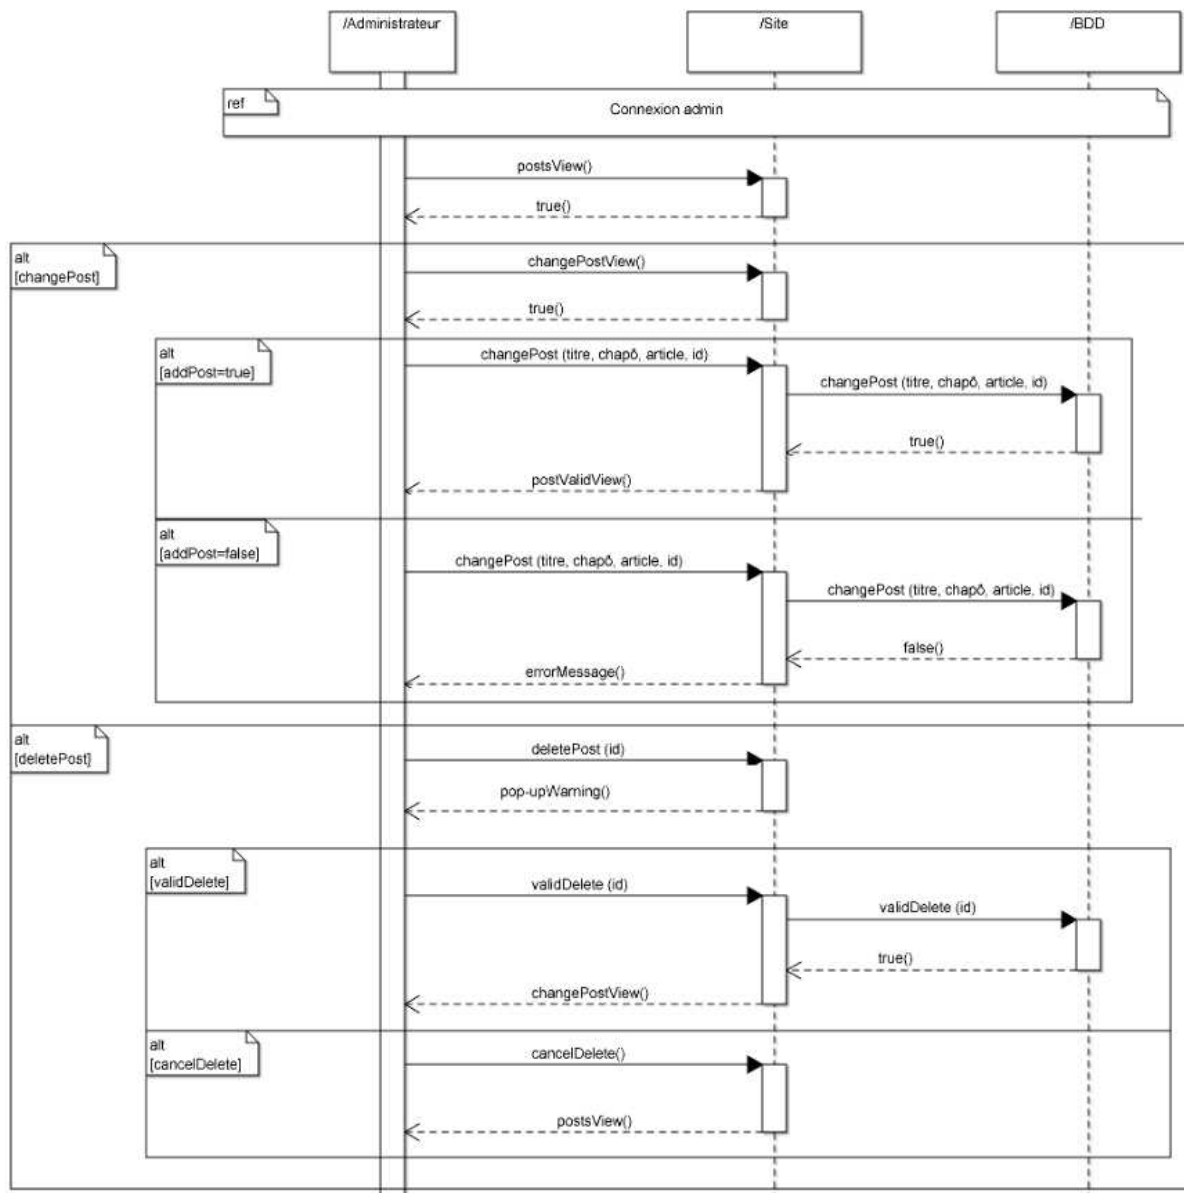 /Administrateur
/Site
/BDD
ref
Connexion admin
postsView()
true()
alt
[changePost]
changePostView()
true()
alt
[addPost=true]
changePost (titre, chapô, article, id)
changePost (titre, chapô, article, id)
true()
postValidView()
alt
[addPost=false]
changePost (titre, chapô, article, id)
changePost (titre, chapô, article, id)
false()
errorMessage()
alt
[deletePost]
deletePost (id)
pop-upWarning()
alt
[validDelete]
validDelete (id)
validDelete (id)
true()
changePostView()
alt
[cancelDelete]
cancelDelete()
postsView()